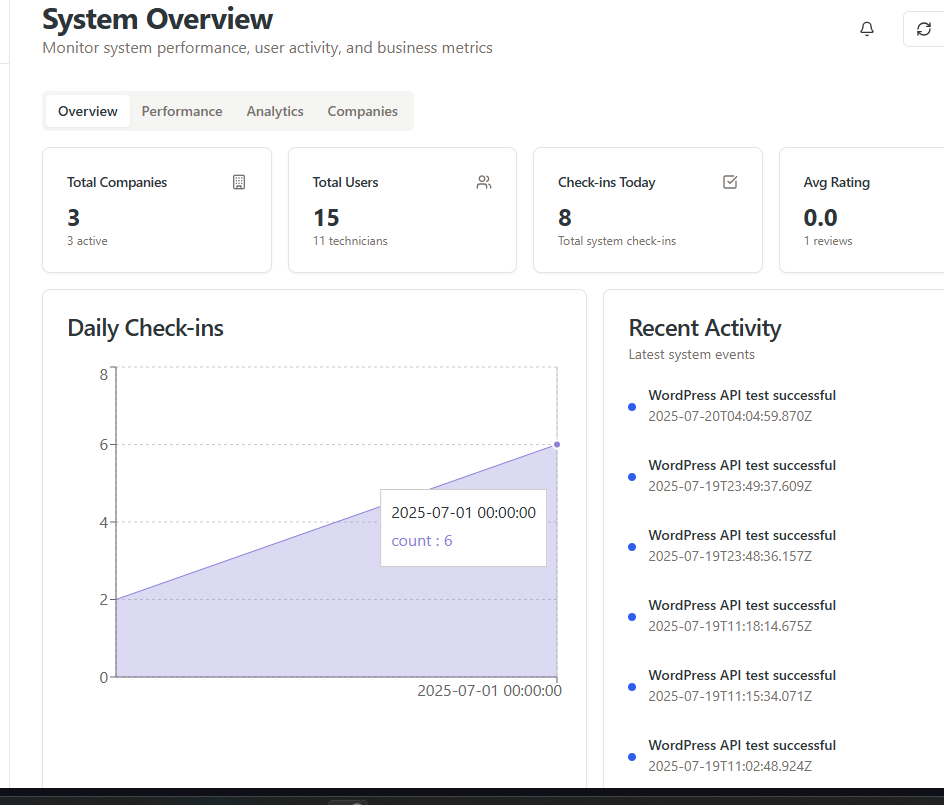 System Overview
Monitor system performance, user activity, and business metrics
Overview Performance Analytics Companies
Total Companies
3
3 active
Total Users
15
11 technicians
Check-ins Today
8
Total system check-ins
Avg Rating
0.0
1 reviews
Daily Check-ins
8
6
4
2
0
2025-07-01 00:00:00
count : 6
2025-07-01 00:00:00
Recent Activity
Latest system events
WordPress API test successful
2025-07-20T04:04:59.870Z
WordPress API test successful
2025-07-19T23:49:37.609Z
WordPress API test successful
2025-07-19T23:48:36.157Z
WordPress API test successful
2025-07-19T11:18:14.675Z
WordPress API test successful
2025-07-19T11:15:34.071Z
WordPress API test successful
2025-07-19T11:02:48.924Z